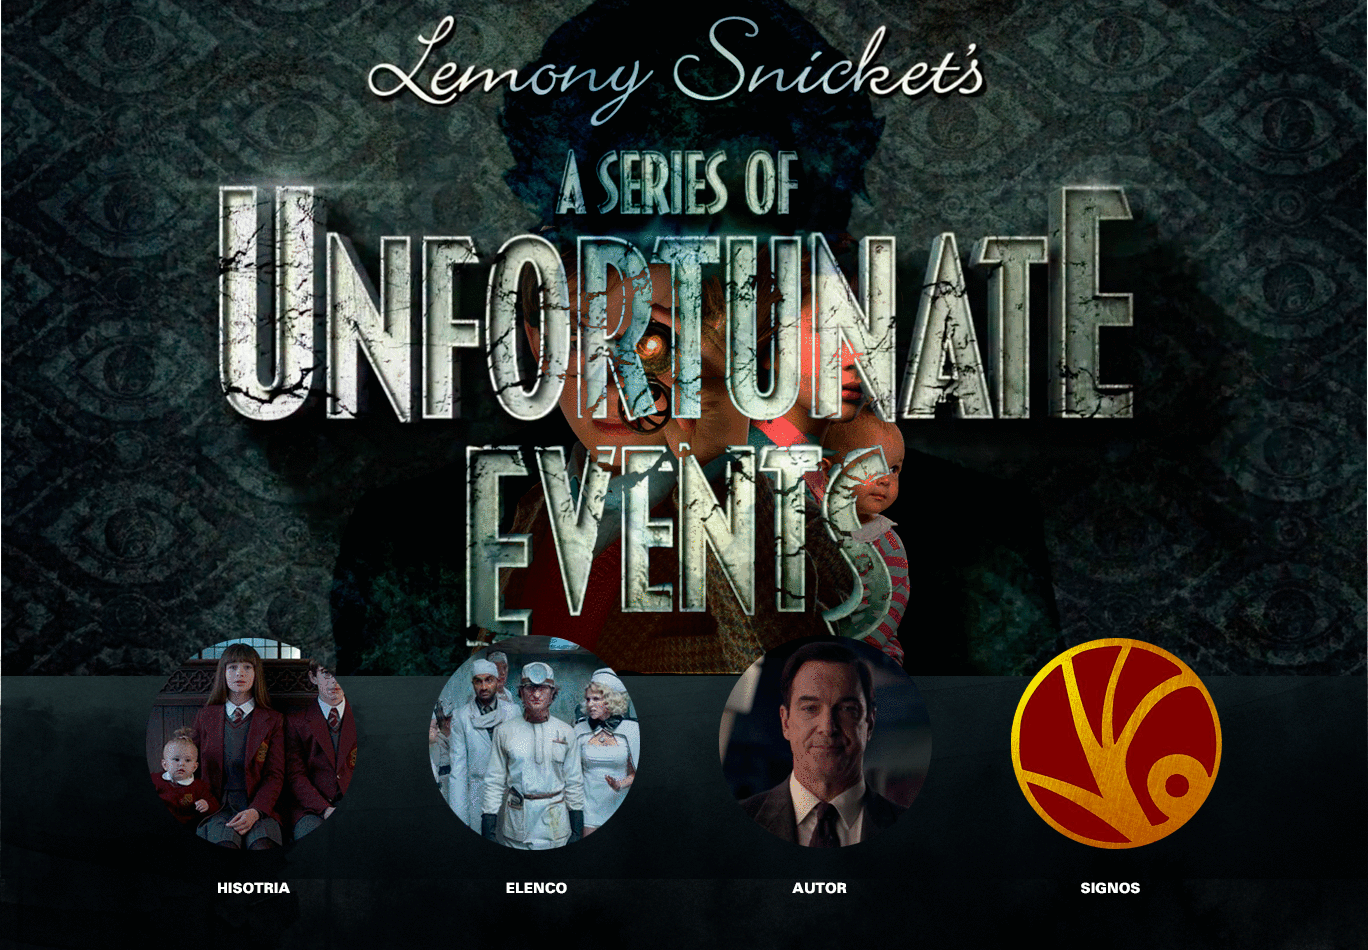 Lemony Snicket's
A SERIES OF
UNFORTUNATE
EVENTS
HISOTRIA
ELENCO
AUTOR
SIGNOS